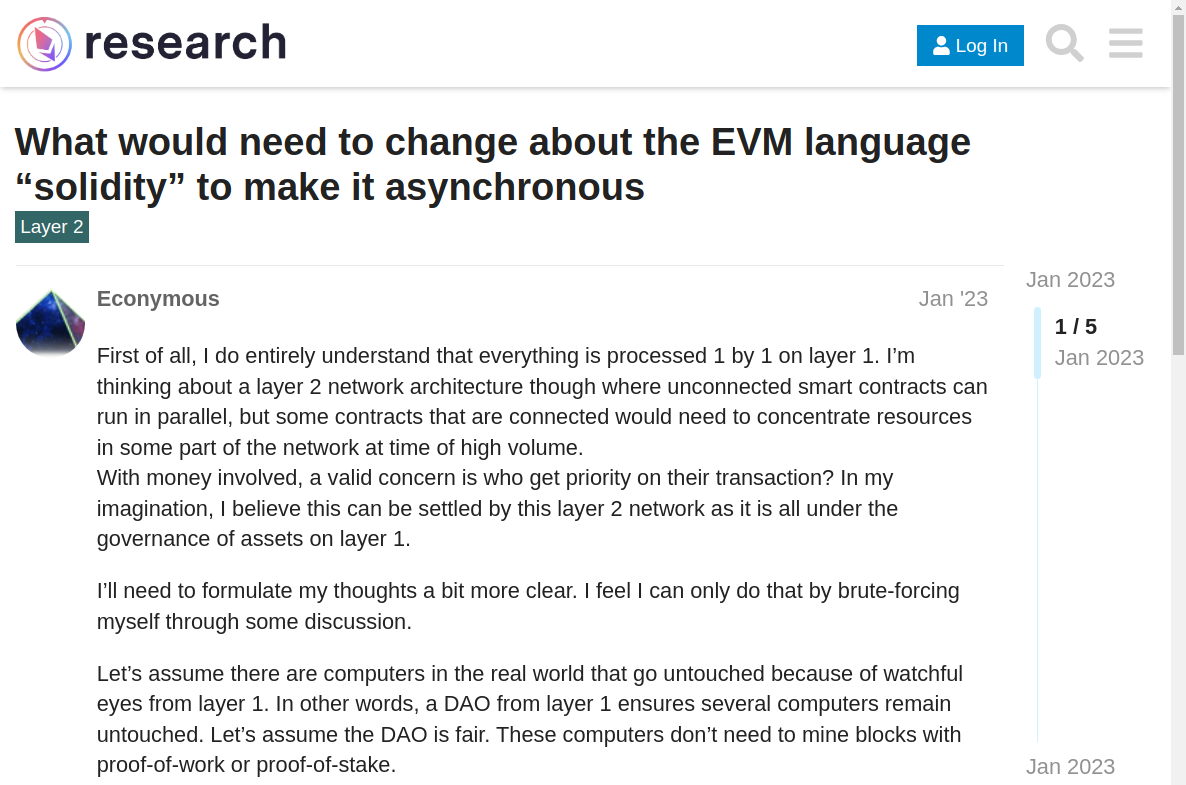 research
Log In
What would need to change about the EVM language
“solidity” to make it asynchronous
Layer 2
Econymous
Jan '23
Jan 2023
1 / 5
Jan 2023
First of all, I do entirely understand that everything is processed 1 by 1 on layer 1. I’m
thinking about a layer 2 network architecture though where unconnected smart contracts can
run in parallel, but some contracts that are connected would need to concentrate resources
in some part of the network at time of high volume.
With money involved, a valid concern is who get priority on their transaction? In my
imagination, I believe this can be settled by this layer 2 network as it is all under the
governance of assets on layer 1.
I’ll need to formulate my thoughts a bit more clear. I feel I can only do that by brute-forcing
myself through some discussion.
Let’s assume there are computers in the real world that go untouched because of watchful
eyes from layer 1. In other words, a DAO from layer 1 ensures several computers remain
untouched. Let’s assume the DAO is fair. These computers don’t need to mine blocks with
proof-of-work or proof-of-stake.
Jan 2023